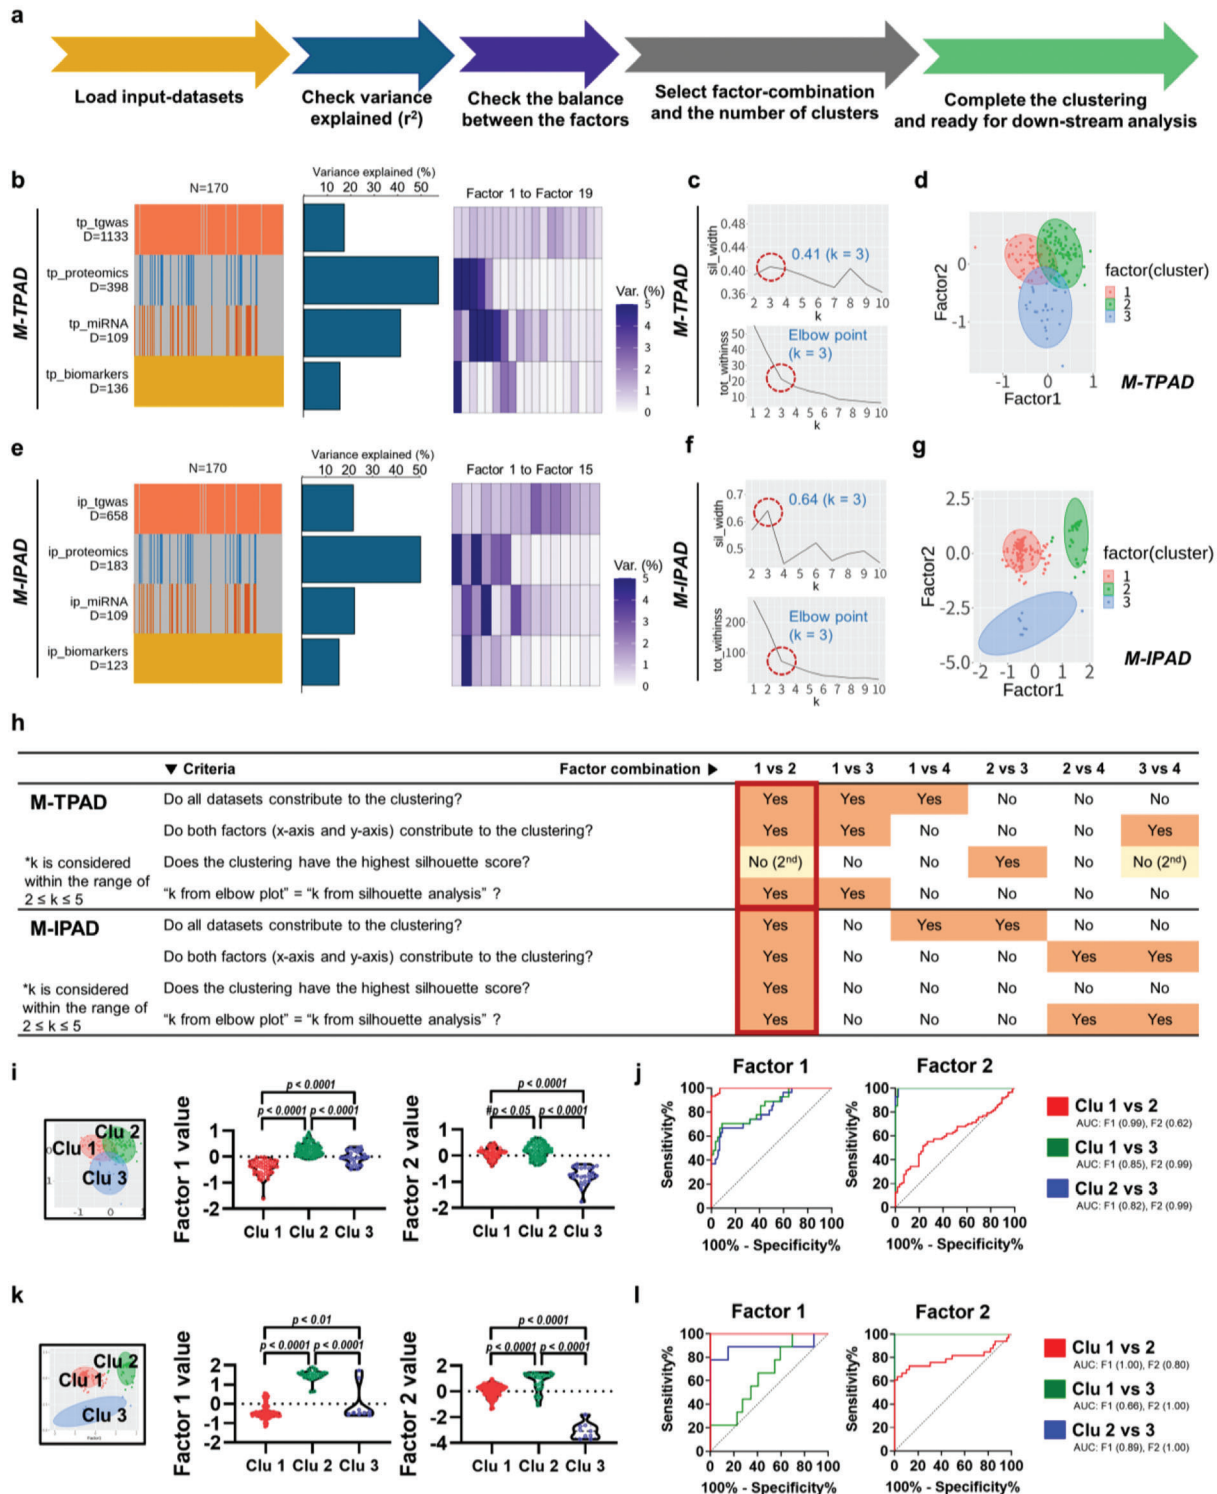 a
Load input-datasets
Check variance
explained (r²)
Check the balance
between the factors
Select factor-combination
and the number of clusters
Complete the clustering
and ready for down-stream analysis
b
M-TPAD
N=170
tp_tgwas
D=1133
tp_proteomics
D=398
tp_miRNA
D=109
tp_biomarkers
D=136
Variance explained (%)
10 20 30 40 50
Factor 1 to Factor 19
Var. (%)
5
4
3
2
1
0
c
M-TPAD
sil_width
0.48
0.44
0.40
0.36
0.41 (k = 3)
2 3 4 5 6 7 8 9 10
k
tot_withinss
50
40
30
20
10
Elbow point
(k = 3)
1 2 3 4 5 6 7 8 9 10
k
d
Factor2
0
-1
-1 0 1
Factor1
factor(cluster)
1
2
3
M-TPAD
e
M-IPAD
N=170
ip_tgwas
D=658
ip_proteomics
D=183
ip_miRNA
D=109
ip_biomarkers
D=123
Variance explained (%)
10 20 30 40 50
Factor 1 to Factor 15
Var. (%)
5
4
3
2
1
0
f
M-IPAD
sil_width
0.7
0.6
0.5
0.64 (k = 3)
2 3 4 5 6 7 8 9 10
k
tot_withinss
200
100
Elbow point
(k = 3)
1 2 3 4 5 6 7 8 9 10
k
g
Factor2
2.5
0.0
-2.5
-5.0
-2 -1 0 1 2
Factor1
factor(cluster)
1
2
3
M-IPAD
h
▼ Criteria Factor combination ▶ 1 vs 2 1 vs 3 1 vs 4 2 vs 3 2 vs 4 3 vs 4
M-TPAD Do all datasets contribute to the clustering? Yes Yes Yes No No No
Do both factors (x-axis and y-axis) contribute to the clustering? Yes Yes No No No Yes
*k is considered
within the range of
2 ≤ k ≤ 5
Does the clustering have the highest silhouette score? No (2nd) No No Yes No No (2nd)
“k from elbow plot” = “k from silhouette analysis” ? Yes Yes No No No No
M-IPAD Do all datasets contribute to the clustering? Yes No Yes Yes No No
Do both factors (x-axis and y-axis) contribute to the clustering? Yes No No No Yes Yes
*k is considered
within the range of
2 ≤ k ≤ 5
Does the clustering have the highest silhouette score? Yes No No No No No
“k from elbow plot” = “k from silhouette analysis” ? Yes No No No Yes Yes
i
Clu 2
Clu 1
Clu 3
-1 0 1
Factor 1 value
p < 0.0001
p < 0.0001 p < 0.0001
1
0
-1
-2
Clu 1 Clu 2 Clu 3
Factor 2 value
p < 0.0001
#p < 0.05 p < 0.0001
1
0
-1
-2
Clu 1 Clu 2 Clu 3
j
Factor 1
Sensitivity%
100
80
60
40
20
0
0 20 40 60 80 100
100% - Specificity%
Factor 2
Sensitivity%
100
80
60
40
20
0
0 20 40 60 80 100
100% - Specificity%
Clu 1 vs 2
AUC: F1 (0.99), F2 (0.62)
Clu 1 vs 3
AUC: F1 (0.85), F2 (0.99)
Clu 2 vs 3
AUC: F1 (0.82), F2 (0.99)
k
Clu 2
Clu 1
Clu 3
Factor 1 value
p < 0.01
p < 0.0001 p < 0.0001
2
1
0
-1
-2
Clu 1 Clu 2 Clu 3
Factor 2 value
p < 0.0001
p < 0.0001 p < 0.0001
2
0
-2
-4
Clu 1 Clu 2 Clu 3
l
Factor 1
Sensitivity%
100
80
60
40
20
0
0 20 40 60 80 100
100% - Specificity%
Factor 2
Sensitivity%
100
80
60
40
20
0
0 20 40 60 80 100
100% - Specificity%
Clu 1 vs 2
AUC: F1 (1.00), F2 (0.80)
Clu 1 vs 3
AUC: F1 (0.66), F2 (1.00)
Clu 2 vs 3
AUC: F1 (0.89), F2 (1.00)